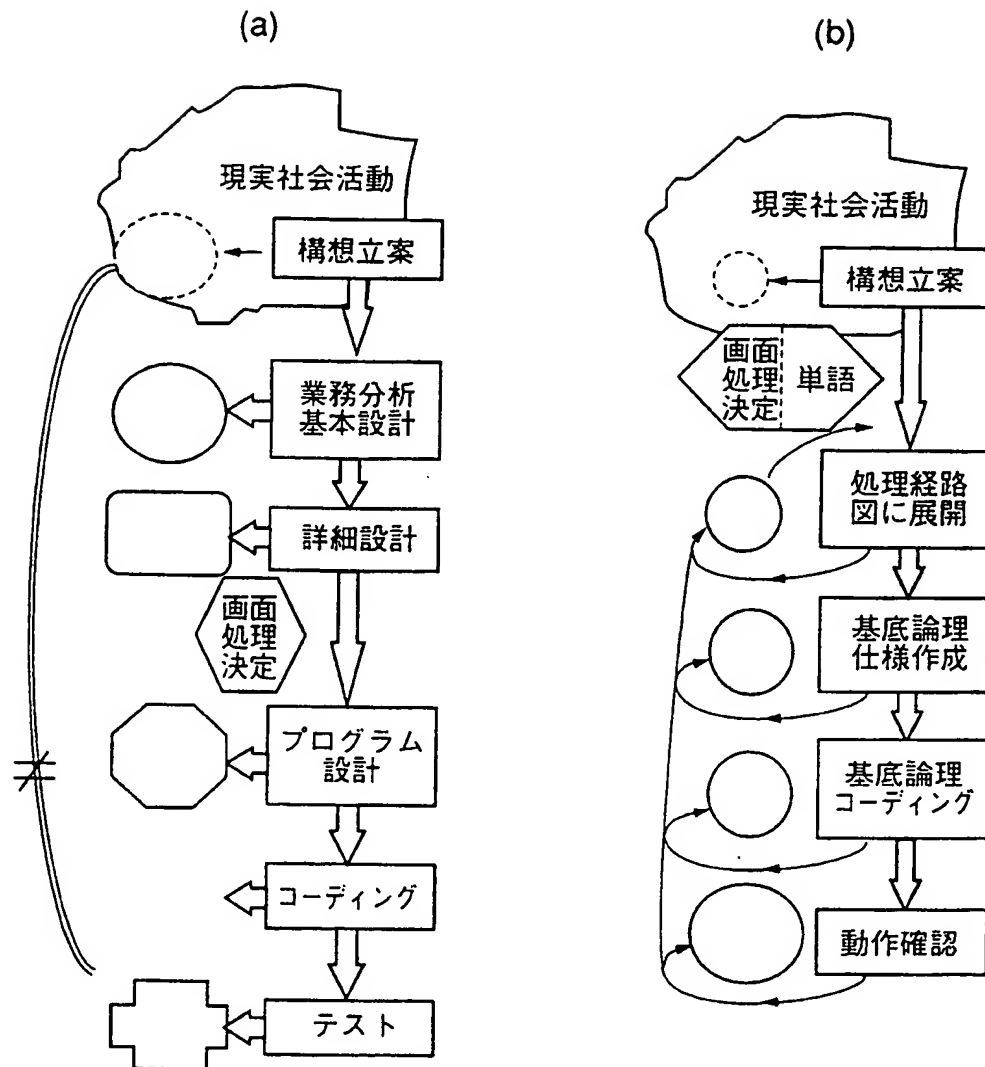 (a)
現実社会活動
構想立案
業務分析
基本設計
詳細設計
画面
処理
決定
プログラム
設計
コーディング
テスト
(b)
現実社会活動
構想立案
画面
処理
決定
単語
処理経路
図に展開
基底論理
仕様作成
基底論理
コーディング
動作確認